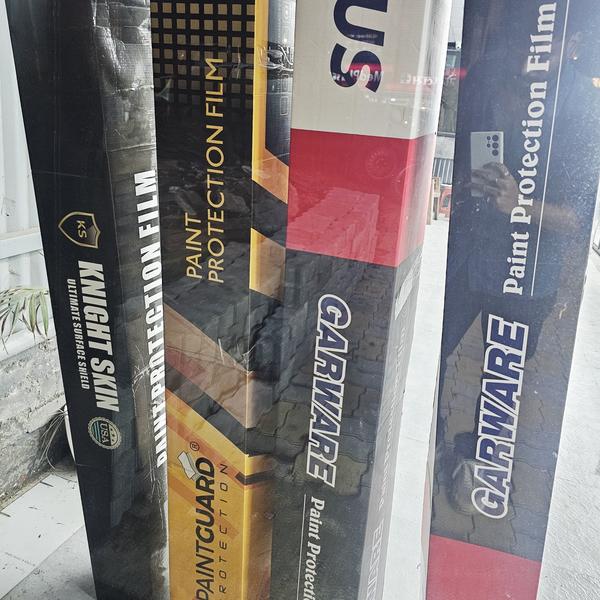 KS
KNIGHT SKIN
ULTIMATE SURFACE SHIELD
USA
PAINT PROTECTION FILM
PAINT
PROTECTION FILM
PAINTGUARD®
PROTECTION
US
GARWARE
Paint Protecti
GARWARE
Paint Protection Film